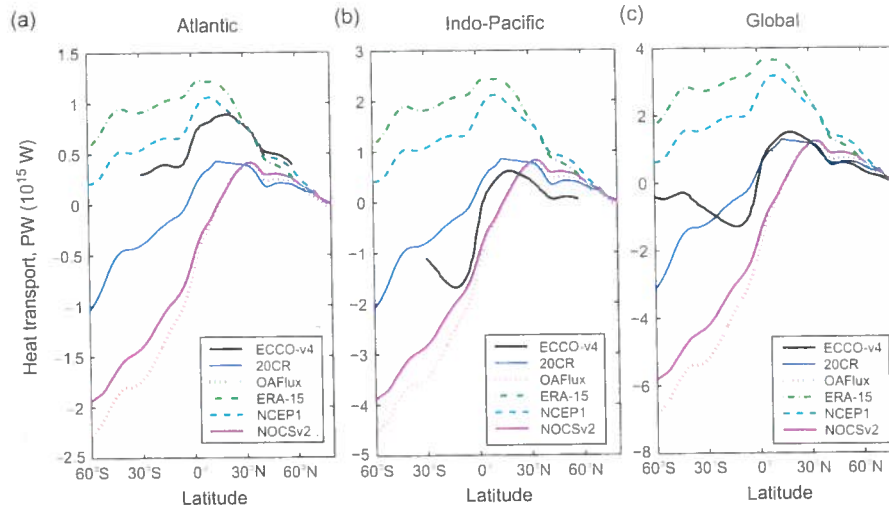 (a) Atlantic
Heat transport, PW (10¹⁵ W)
1.5
1
0.5
0
−0.5
−1
−1.5
−2
−2.5
60°S 30°S 0° 30°N 60°N
Latitude
ECCO-v4
20CR
OAFlux
ERA-15
NCEP1
NOCSv2
(b) Indo-Pacific
3
2
1
0
−1
−2
−3
−4
−5
60°S 30°S 0° 30°N 60°N
Latitude
ECCO-v4
20CR
OAFlux
ERA-15
NCEP1
NOCSv2
(c) Global
4
2
0
−2
−4
−6
−8
60°S 30°S 0° 30°N 60°N
Latitude
ECCO-v4
20CR
OAFlux
ERA-15
NCEP1
NOCSv2